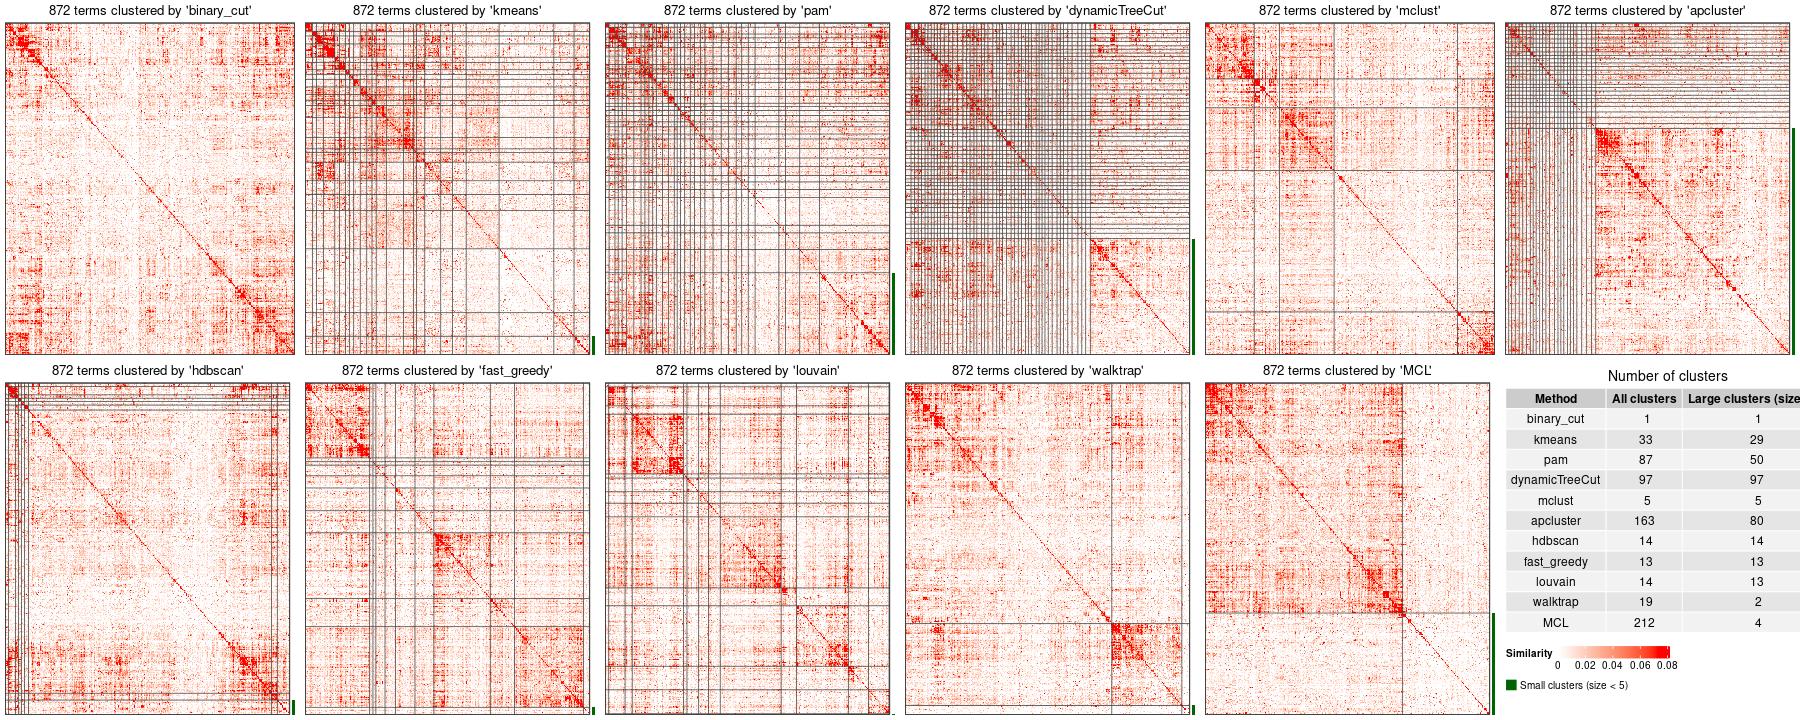 872 terms clustered by 'binary_cut'
872 terms clustered by 'kmeans'
872 terms clustered by 'pam'
872 terms clustered by 'dynamicTreeCut'
872 terms clustered by 'mclust'
872 terms clustered by 'apcluster'
872 terms clustered by 'hdbscan'
872 terms clustered by 'fast_greedy'
872 terms clustered by 'louvain'
872 terms clustered by 'walktrap'
872 terms clustered by 'MCL'
Number of clusters
Method All clusters Large clusters (size
binary_cut 1 1
kmeans 33 29
pam 87 50
dynamicTreeCut 97 97
mclust 5 5
apcluster 163 80
hdbscan 14 14
fast_greedy 13 13
louvain 14 13
walktrap 19 2
MCL 212 4
Similarity
0 0.02 0.04 0.06 0.08
Small clusters (size < 5)